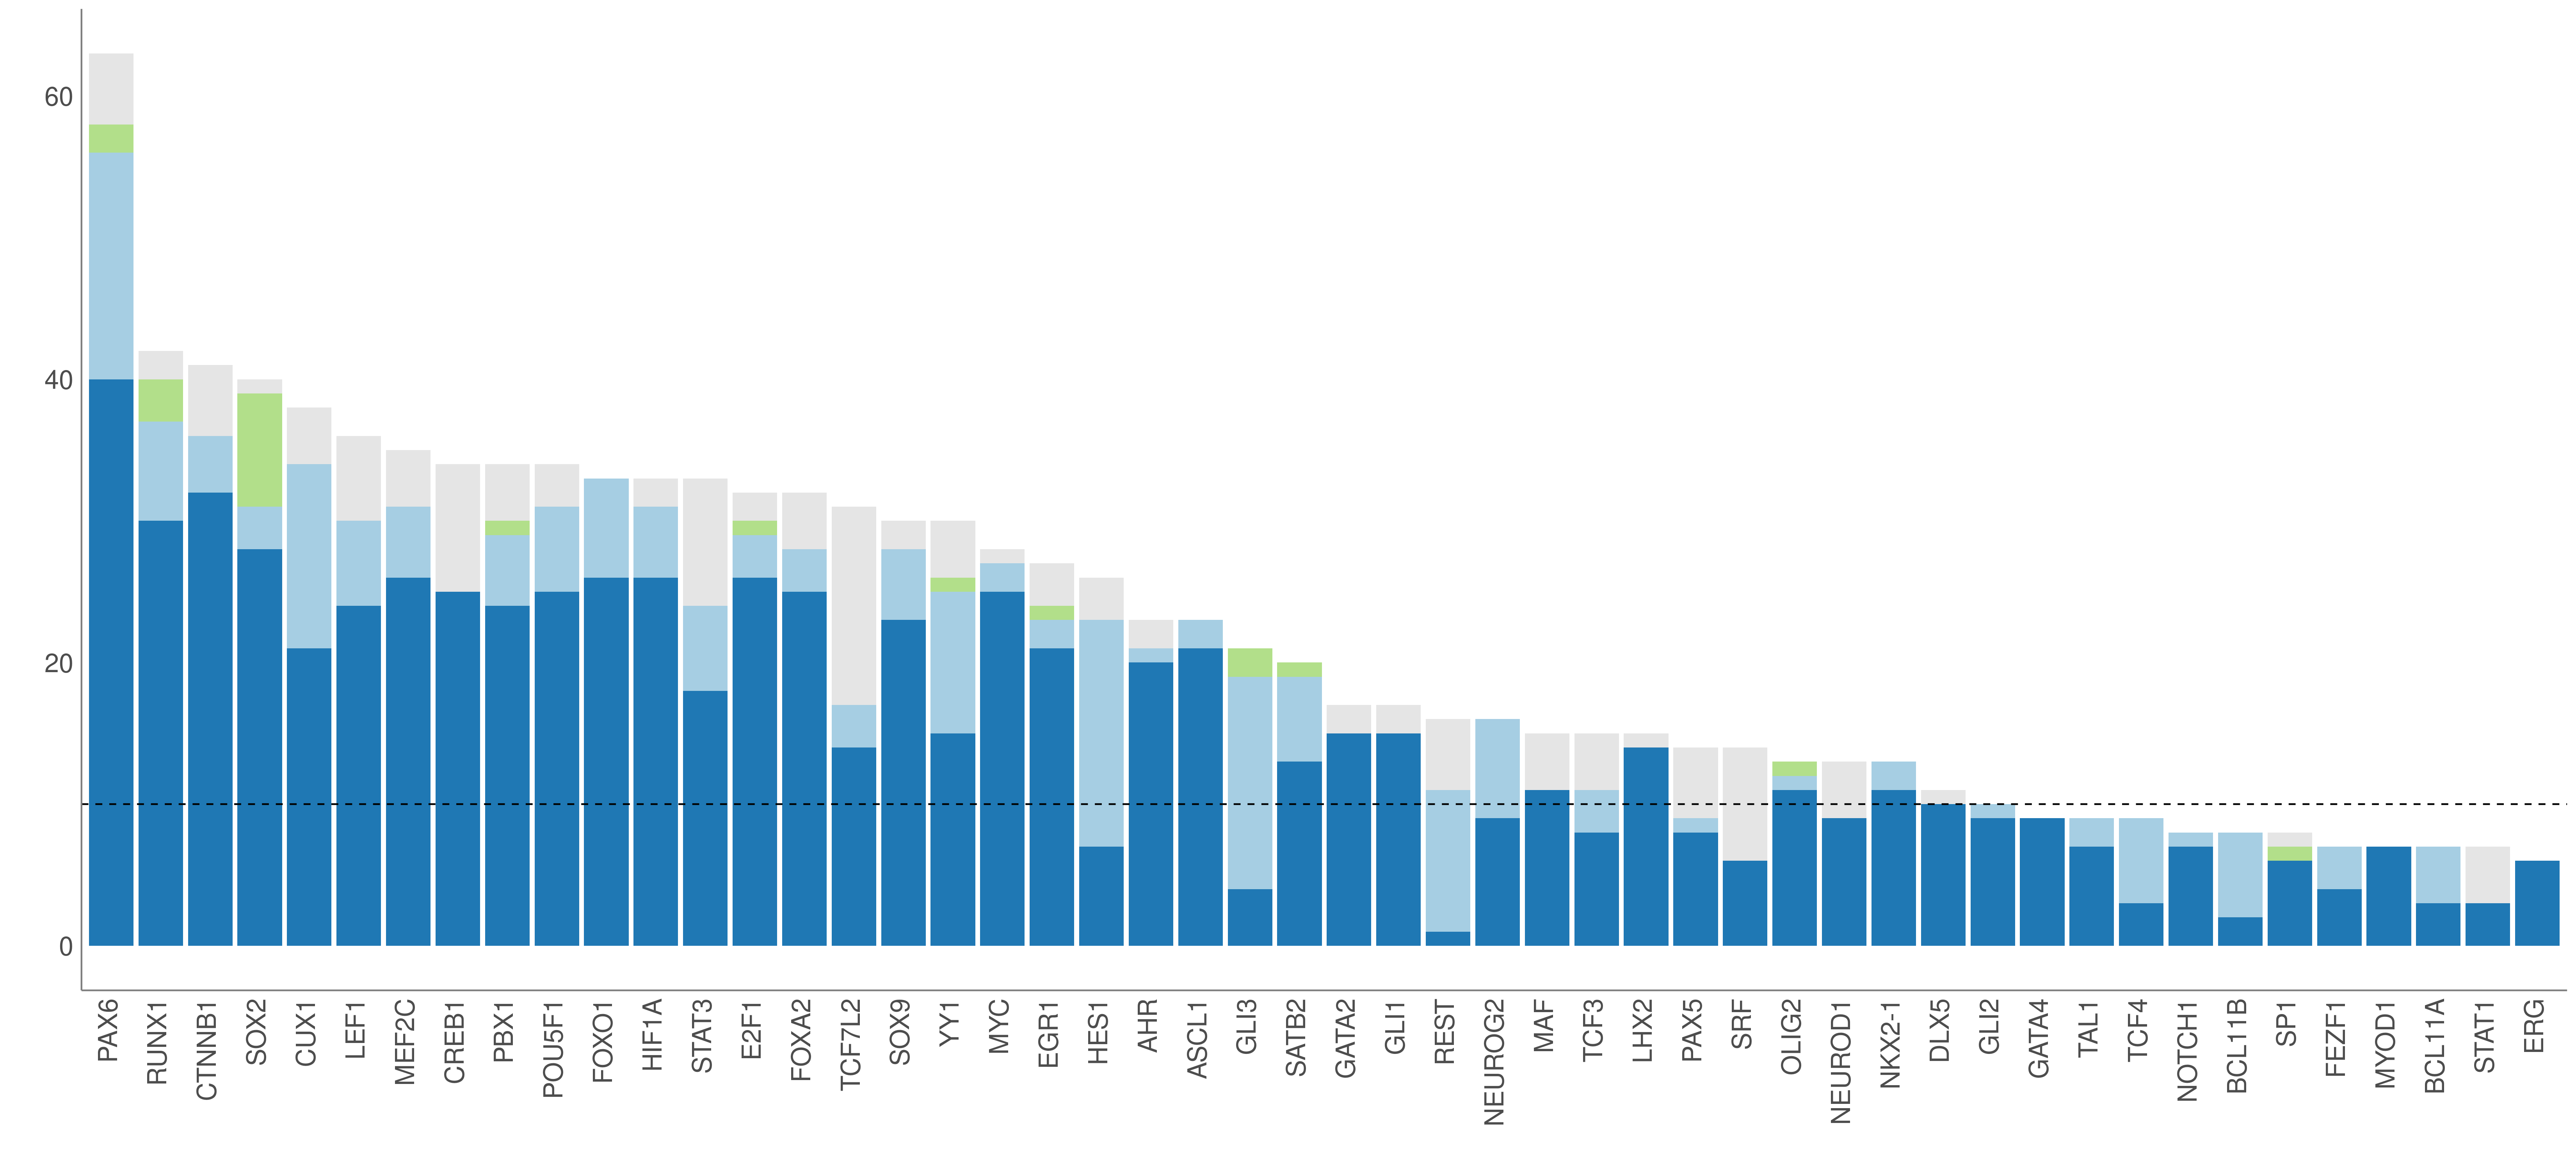 60
40
20
0
PAX6
RUNX1
CTNNB1
SOX2
CUX1
LEF1
MEF2C
CREB1
PBX1
POU5F1
FOXO1
HIF1A
STAT3
E2F1
FOXA2
TCF7L2
SOX9
YY1
MYC
EGR1
HES1
AHR
ASCL1
GLI3
SATB2
GATA2
GLI1
REST
NEUROG2
MAF
TCF3
LHX2
PAX5
SRF
OLIG2
NEUROD1
NKX2-1
DLX5
GLI2
GATA4
TAL1
TCF4
NOTCH1
BCL11B
SP1
FEZF1
MYOD1
BCL11A
STAT1
ERG